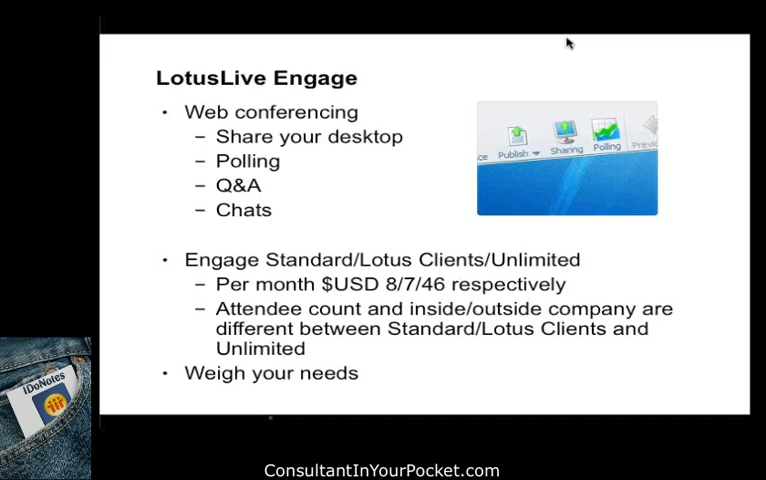 LotusLive Engage
• Web conferencing
– Share your desktop
– Polling
– Q&A
– Chats
Publish
Sharing
Polling
• Engage Standard/Lotus Clients/Unlimited
– Per month $USD 8/7/46 respectively
– Attendee count and inside/outside company are
different between Standard/Lotus Clients and
Unlimited
• Weigh your needs
iDoNotes
ConsultantInYourPocket.com